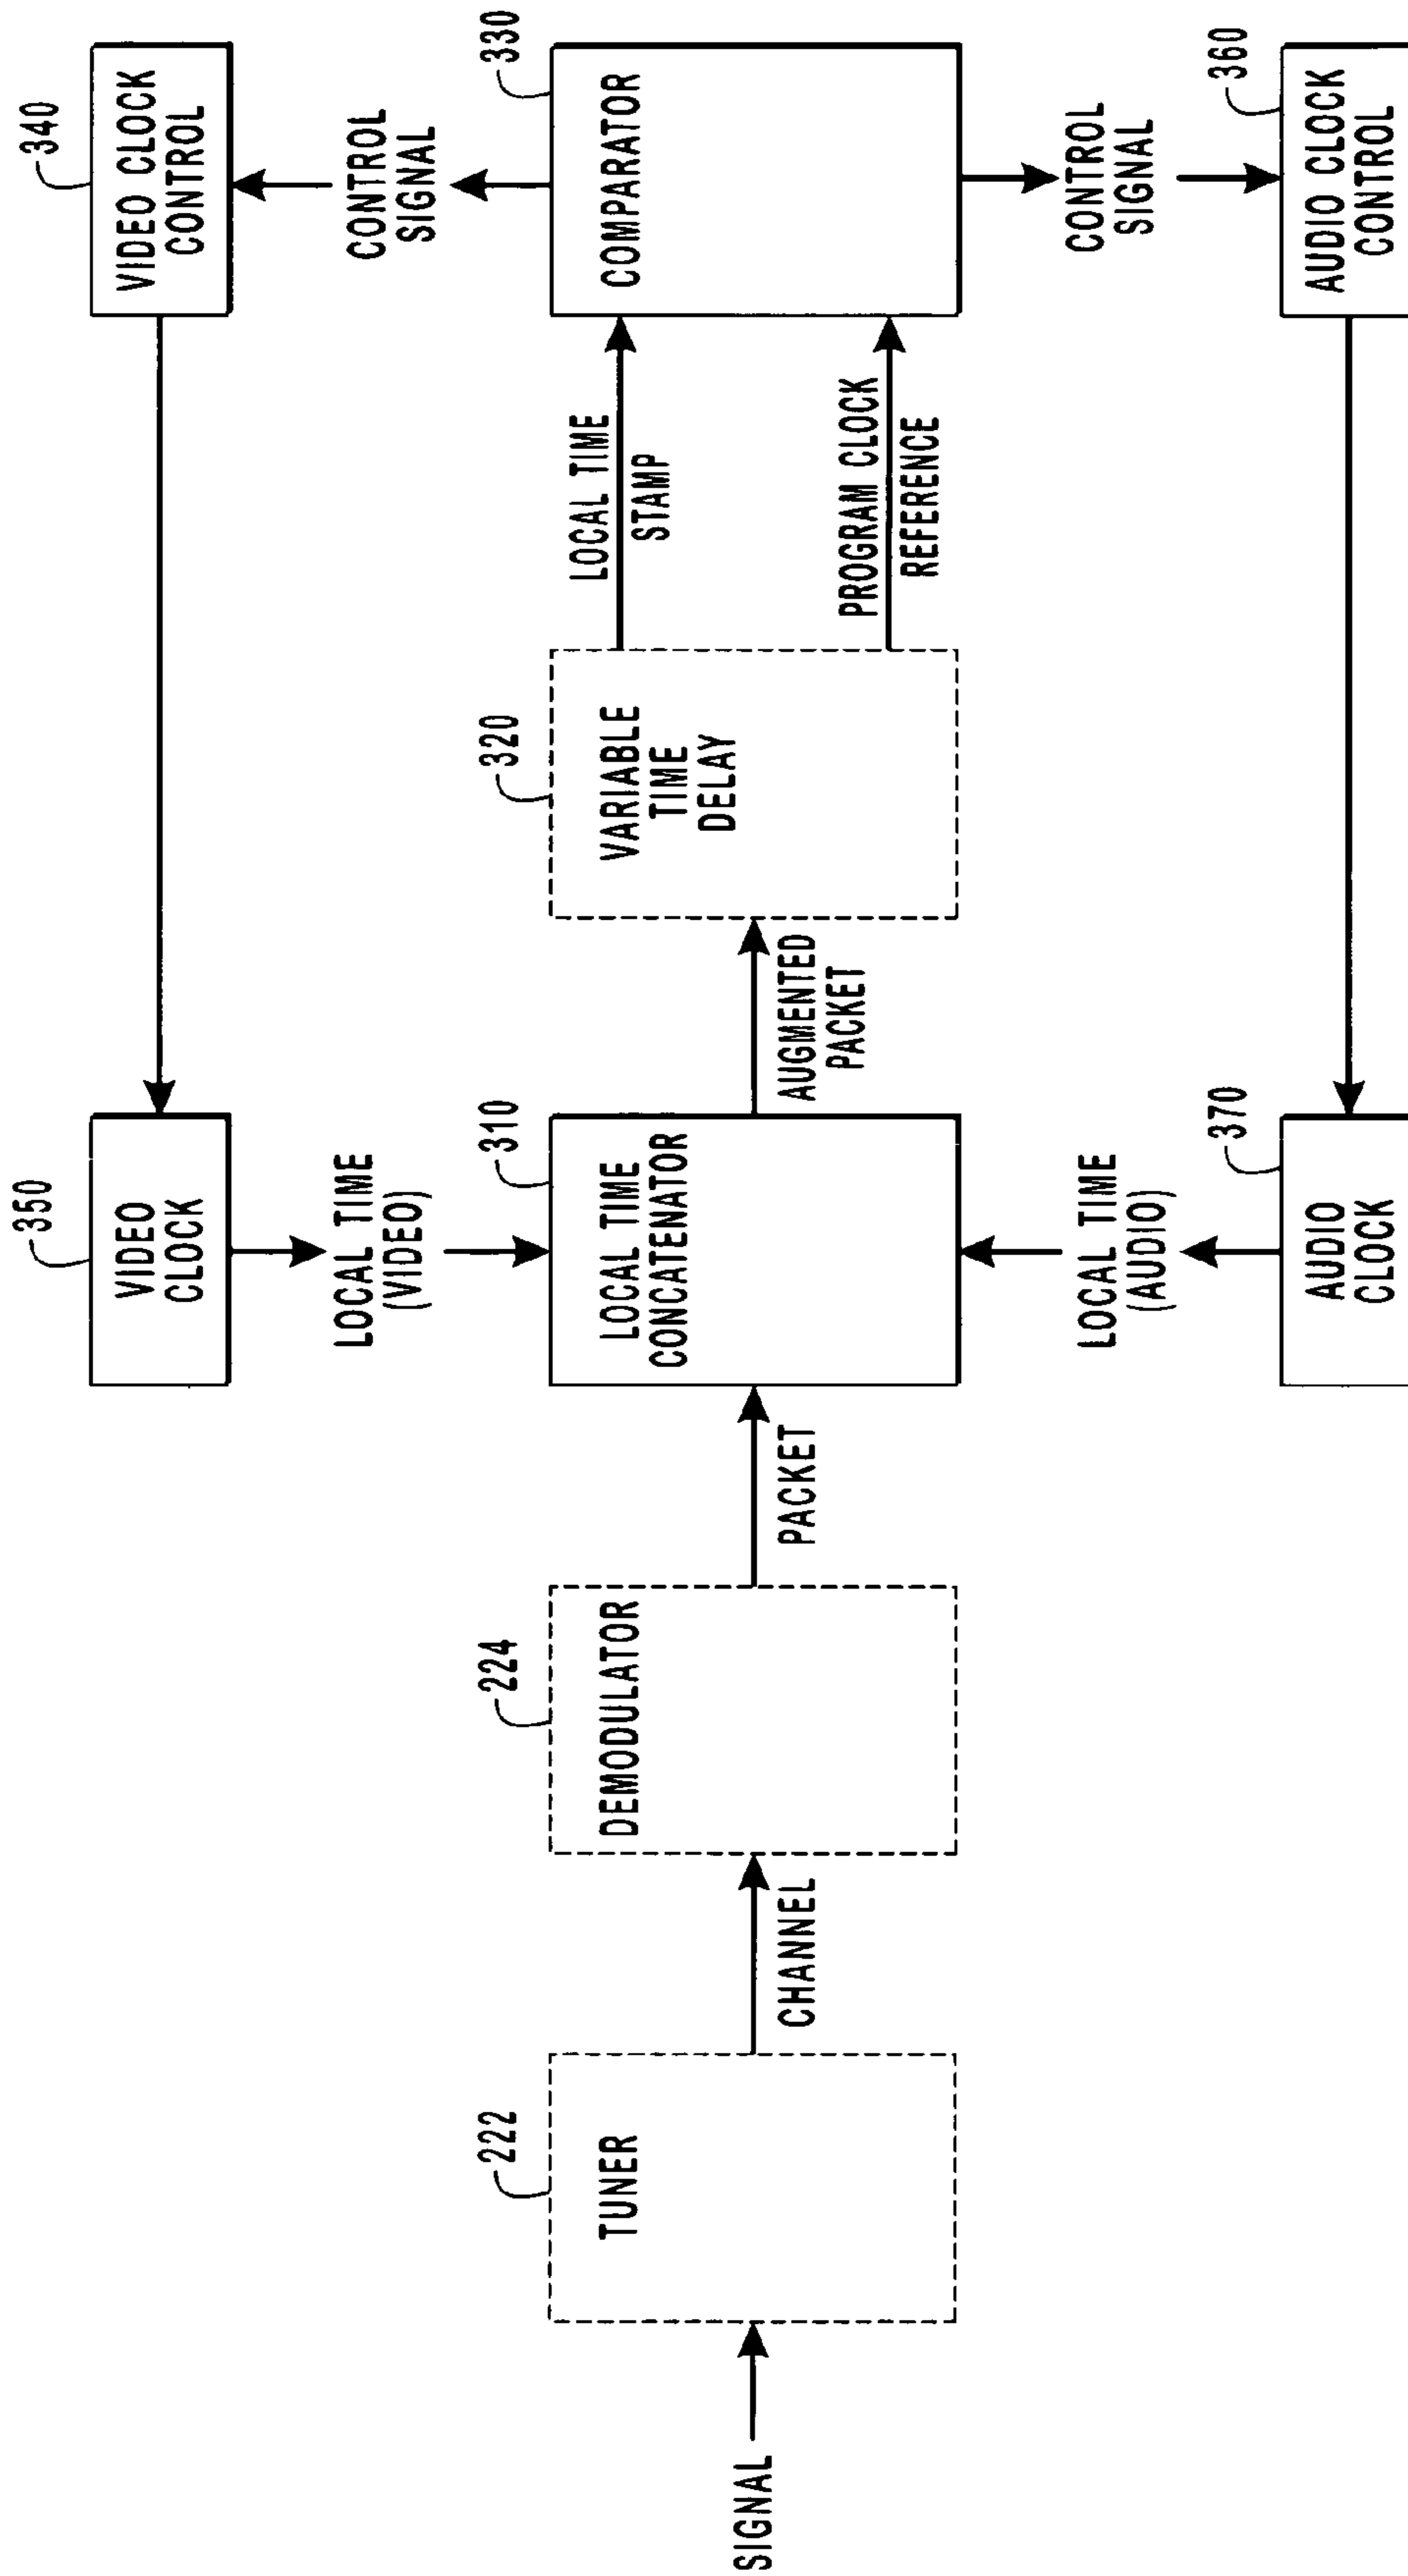 340
VIDEO CLOCK
CONTROL
350
VIDEO
CLOCK
CONTROL
SIGNAL
LOCAL TIME
(VIDEO)
SIGNAL
222
TUNER
CHANNEL
224
DEMODULATOR
PACKET
310
LOCAL TIME
CONCATENATOR
AUGMENTED
PACKET
320
VARIABLE
TIME
DELAY
LOCAL TIME
STAMP
PROGRAM CLOCK
REFERENCE
330
COMPARATOR
LOCAL TIME
(AUDIO)
CONTROL
SIGNAL
370
AUDIO
CLOCK
360
AUDIO CLOCK
CONTROL